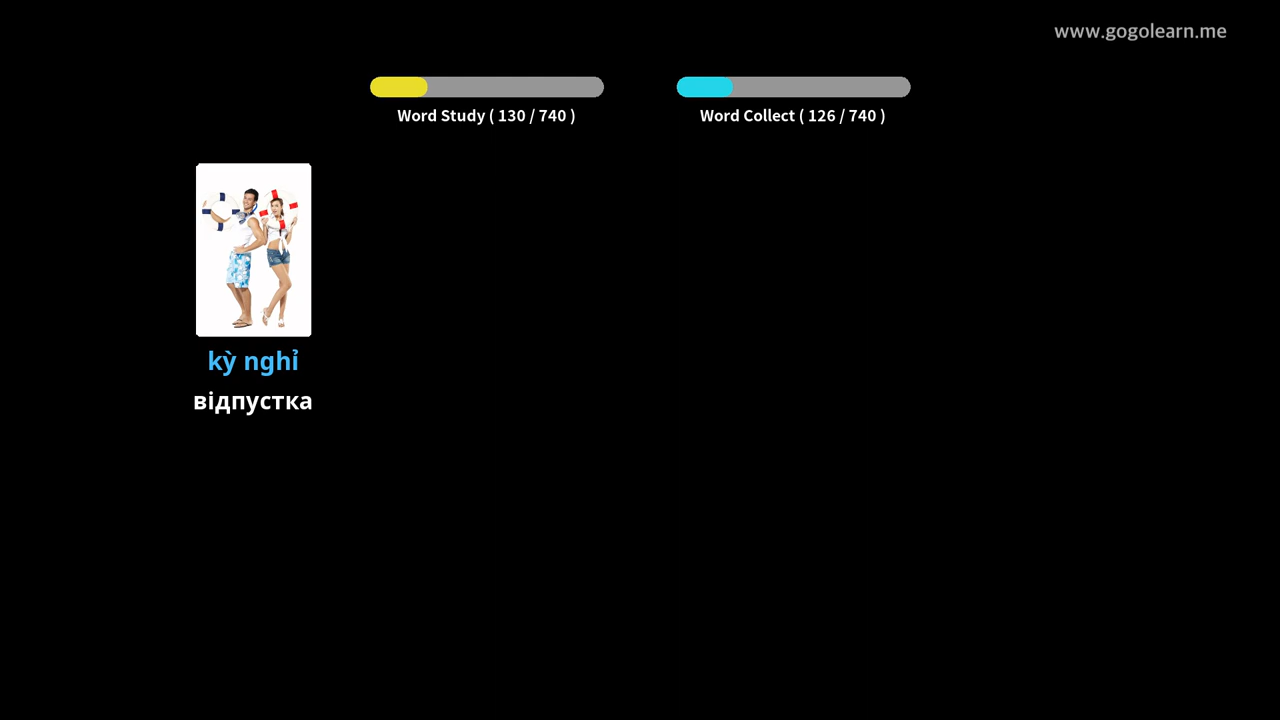 www.gogolearn.me
Word Study ( 130 / 740 )
Word Collect ( 126 / 740 )
kỳ nghỉ
відпустка